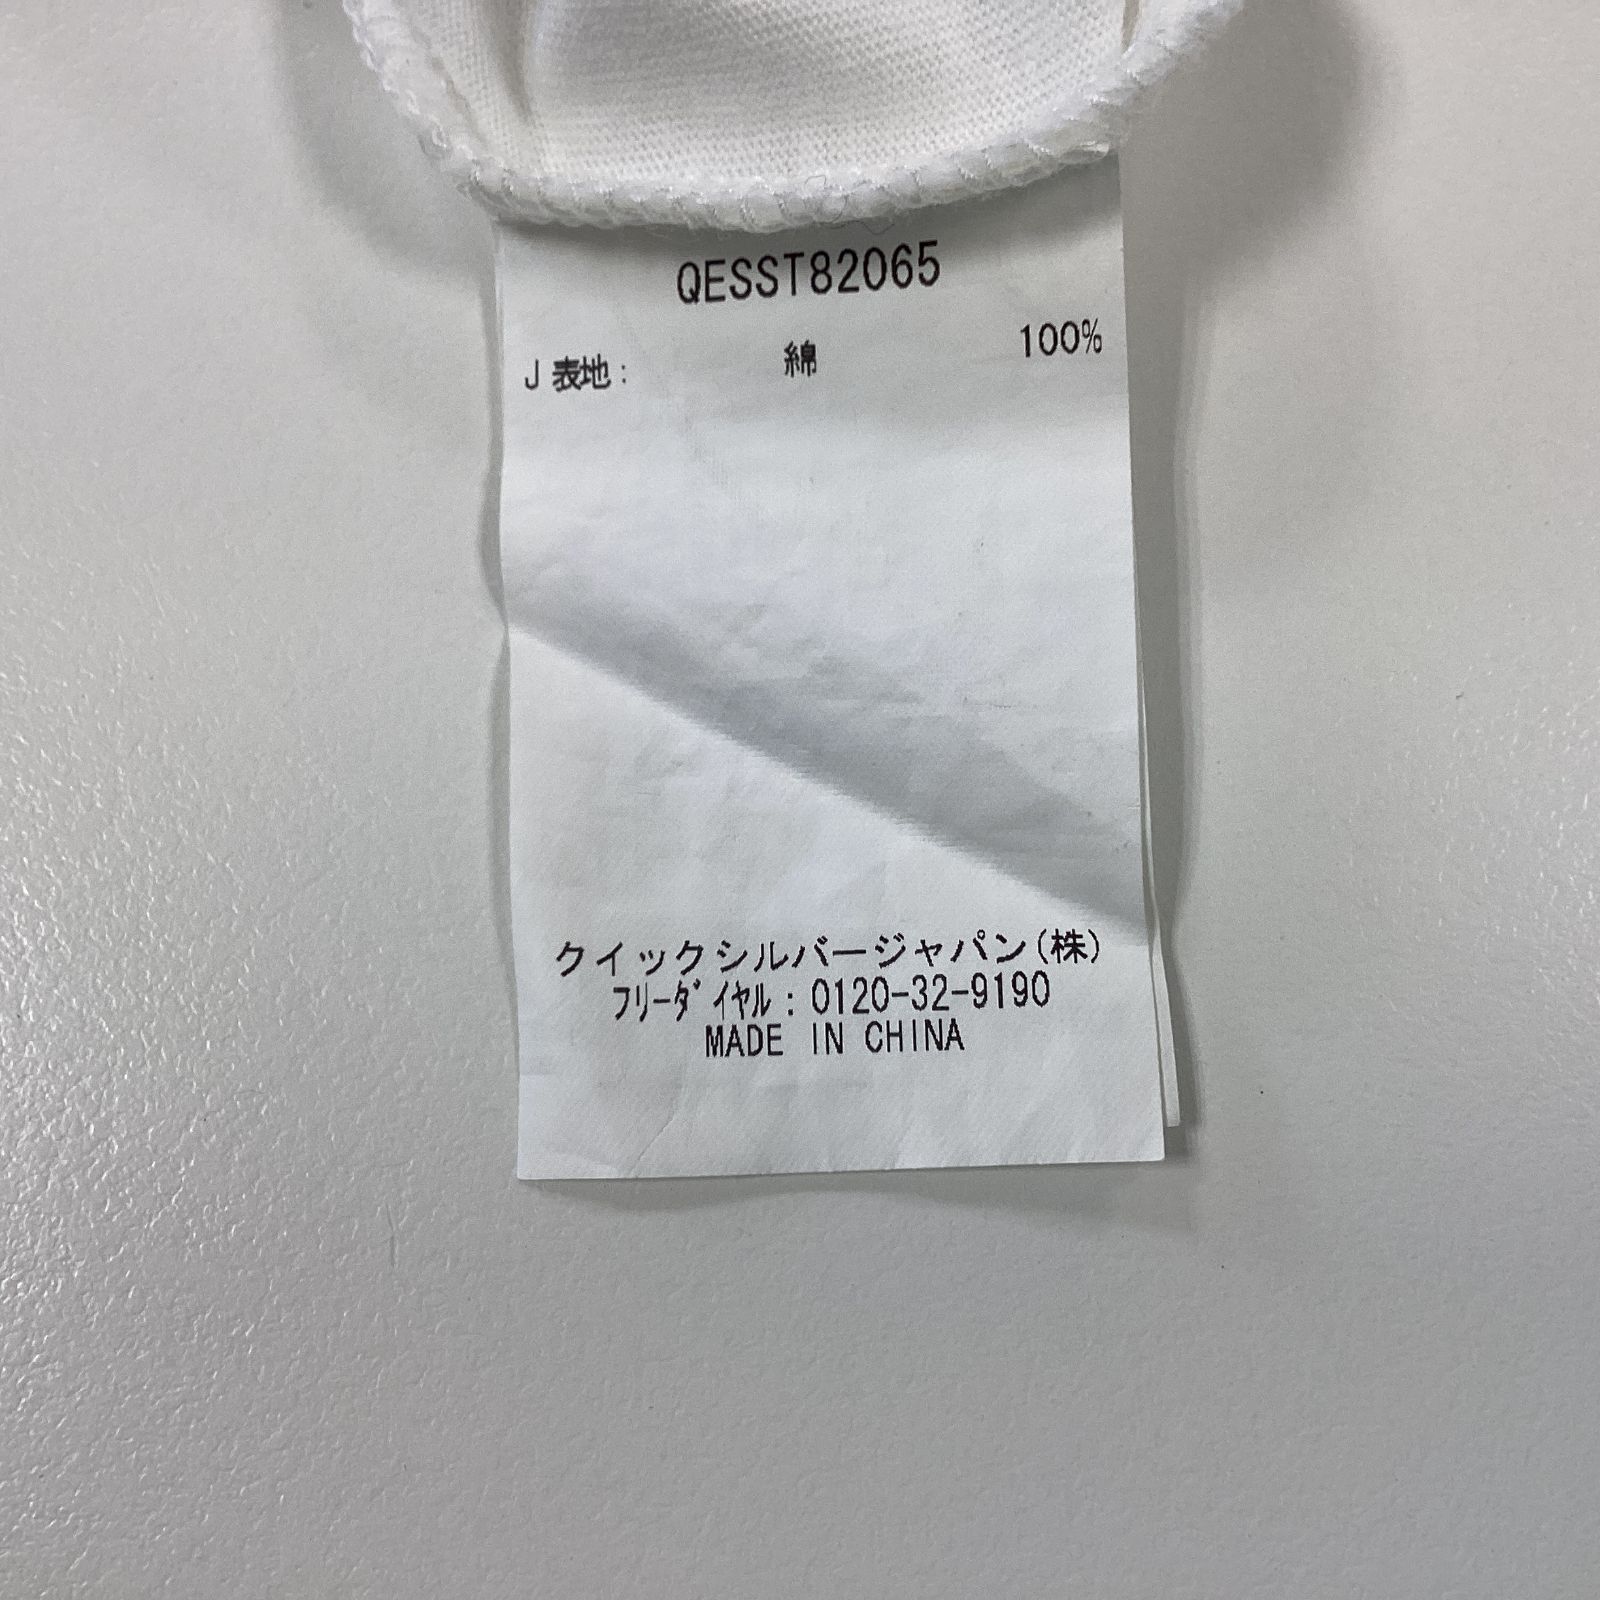 QESST82065
J 表地: 綿 100%
クイックシルバージャパン(株)
ﾌﾘｰﾀﾞｲﾔﾙ:0120-32-9190
MADE IN CHINA